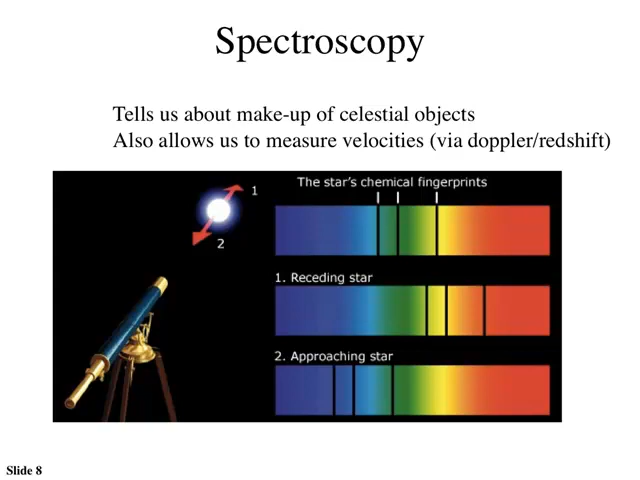 Spectroscopy
Tells us about make-up of celestial objects
Also allows us to measure velocities (via doppler/redshift)
1
2
The star's chemical fingerprints
1. Receding star
2. Approaching star
Slide 8